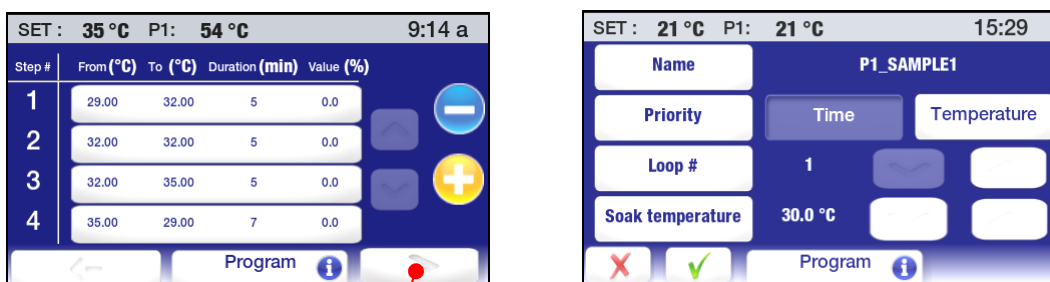 SET : 35 °C P1: 54 °C 9:14 a
Step # From (°C) To (°C) Duration (min) Value (%)
1 29.00 32.00 5 0.0
2 32.00 32.00 5 0.0
3 32.00 35.00 5 0.0
4 35.00 29.00 7 0.0
Program i
SET : 21 °C P1: 21 °C 15:29
Name P1_SAMPLE1
Priority Time Temperature
Loop # 1
Soak temperature 30.0 °C
Program i